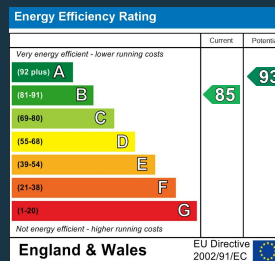 Energy Efficiency Rating
Current
Very energy efficient - lower running costs
(92 plus) A
93
(81-91) B
85
(69-80) C
(55-68) D
(39-54) E
(21-38) F
(1-20) G
Not energy efficient - higher running costs
England & Wales
EU Directive
2002/91/EC